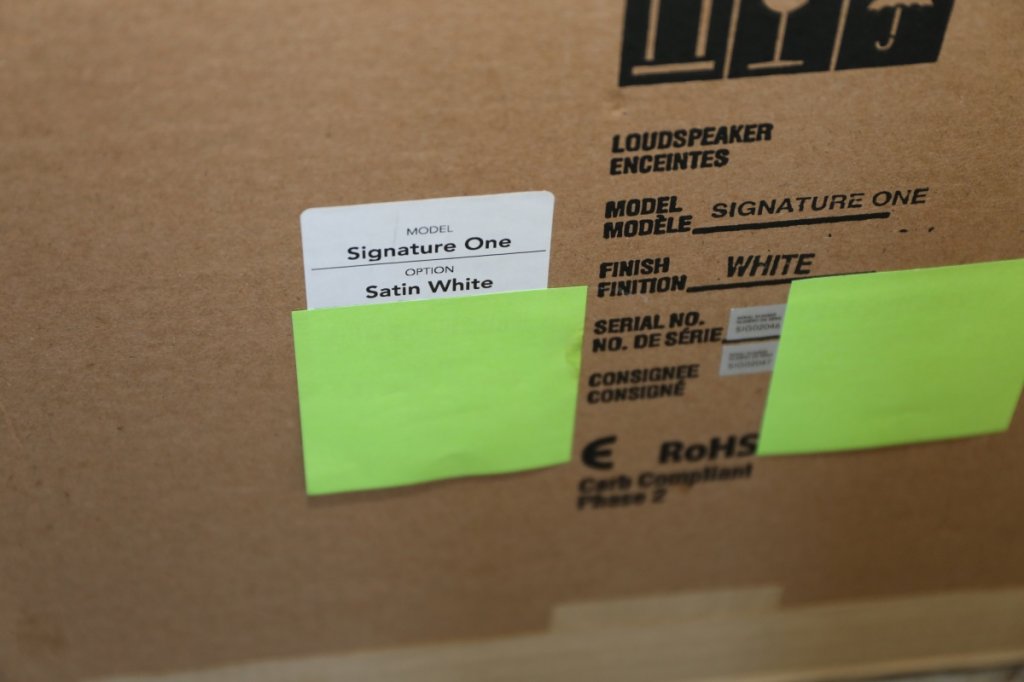 MODEL
Signature One
OPTION
Satin White
LOUDSPEAKER
ENCEINTES
MODEL
MODÈLE
SIGNATURE ONE
FINISH
FINITION
WHITE
SERIAL NO.
NO. DE SÉRIE
CONSIGNEE
CONSIGNÉ
RoHS
Carb Compliant
Phase 2